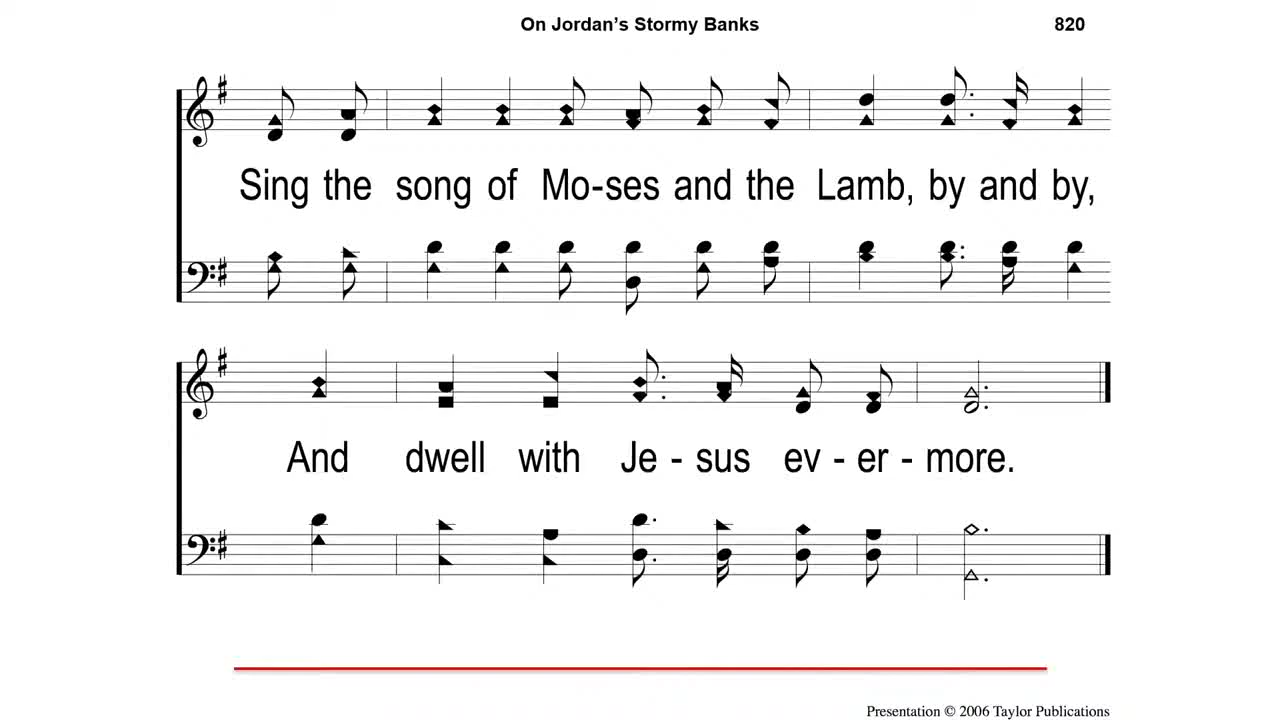 On Jordan’s Stormy Banks 820
Sing the song of Mo-ses and the Lamb, by and by,
And dwell with Je - sus ev - er - more.
Presentation © 2006 Taylor Publications